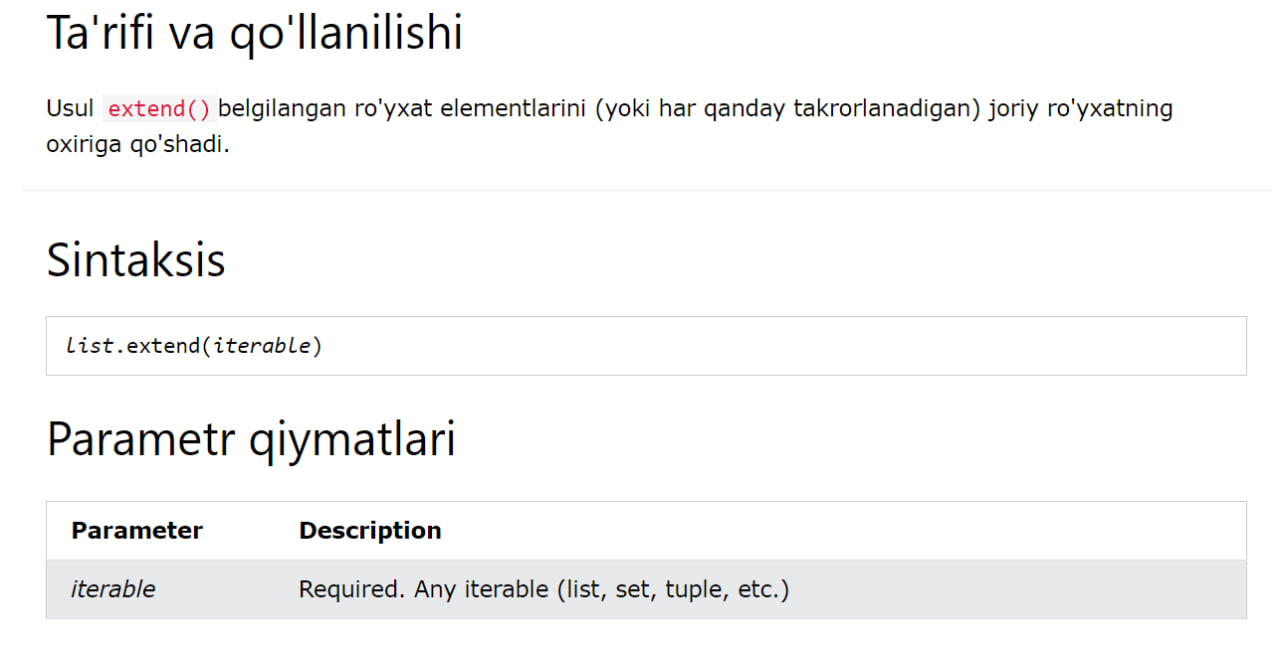 Ta'rifi va qo'llanilishi
Usul extend() belgilangan ro'yxat elementlarini (yoki har qanday takrorlanadigan) joriy ro'yxatning
oxiriga qo'shadi.
Sintaksis
list.extend(iterable)
Parametr qiymatlari
Parameter Description
iterable Required. Any iterable (list, set, tuple, etc.)